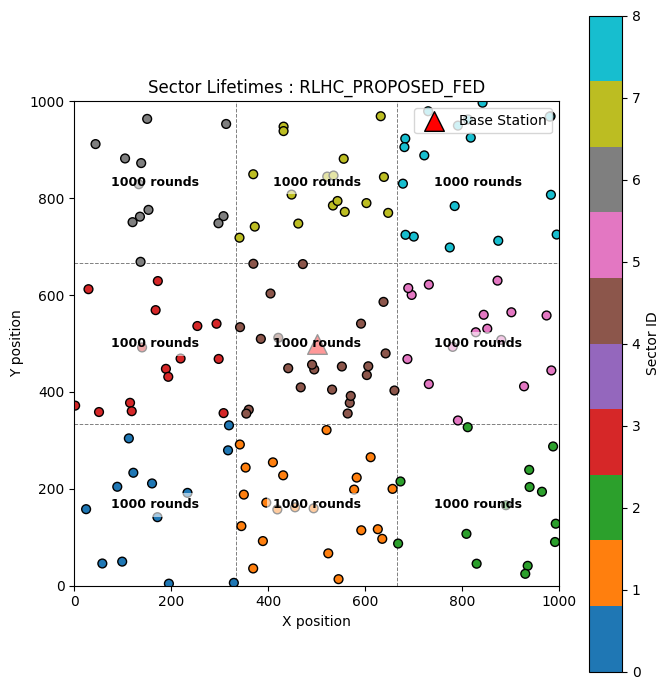 Sector Lifetimes : RLHC_PROPOSED_FED
Base Station
1000 rounds 1000 rounds 1000 rounds
1000 rounds 1000 rounds 1000 rounds
1000 rounds 1000 rounds 1000 rounds
1000
800
600
400
200
0
Y position
0 200 400 600 800 1000
X position
8
7
6
5
4
3
2
1
0
Sector ID